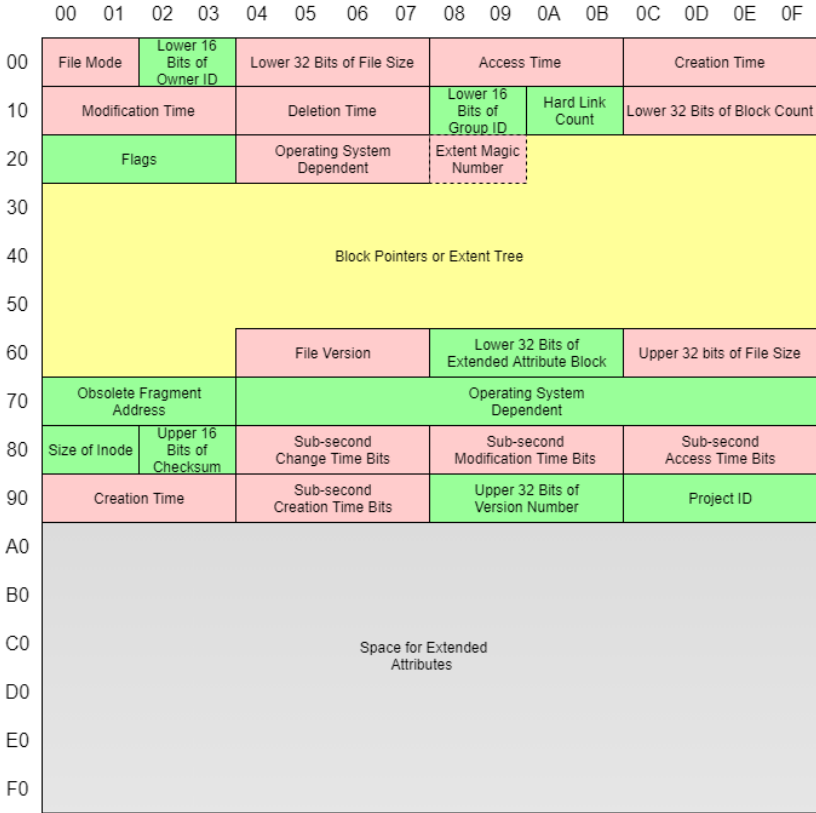 00 01 02 03 04 05 06 07 08 09 0A 0B 0C 0D 0E 0F
00
File Mode
Lower 16
Bits of
Owner ID
Lower 32 Bits of File Size
Access Time
Creation Time
10
Modification Time
Deletion Time
Lower 16
Bits of
Group ID
Hard Link
Count
Lower 32 Bits of Block Count
20
Flags
Operating System
Dependent
Extent Magic
Number
30
40
Block Pointers or Extent Tree
50
60
File Version
Lower 32 Bits of
Extended Attribute Block
Upper 32 bits of File Size
70
Obsolete Fragment
Address
Operating System
Dependent
80
Size of Inode
Upper 16
Bits of
Checksum
Sub-second
Change Time Bits
Sub-second
Modification Time Bits
Sub-second
Access Time Bits
90
Creation Time
Sub-second
Creation Time Bits
Upper 32 Bits of
Version Number
Project ID
A0
B0
C0
Space for Extended
Attributes
D0
E0
F0